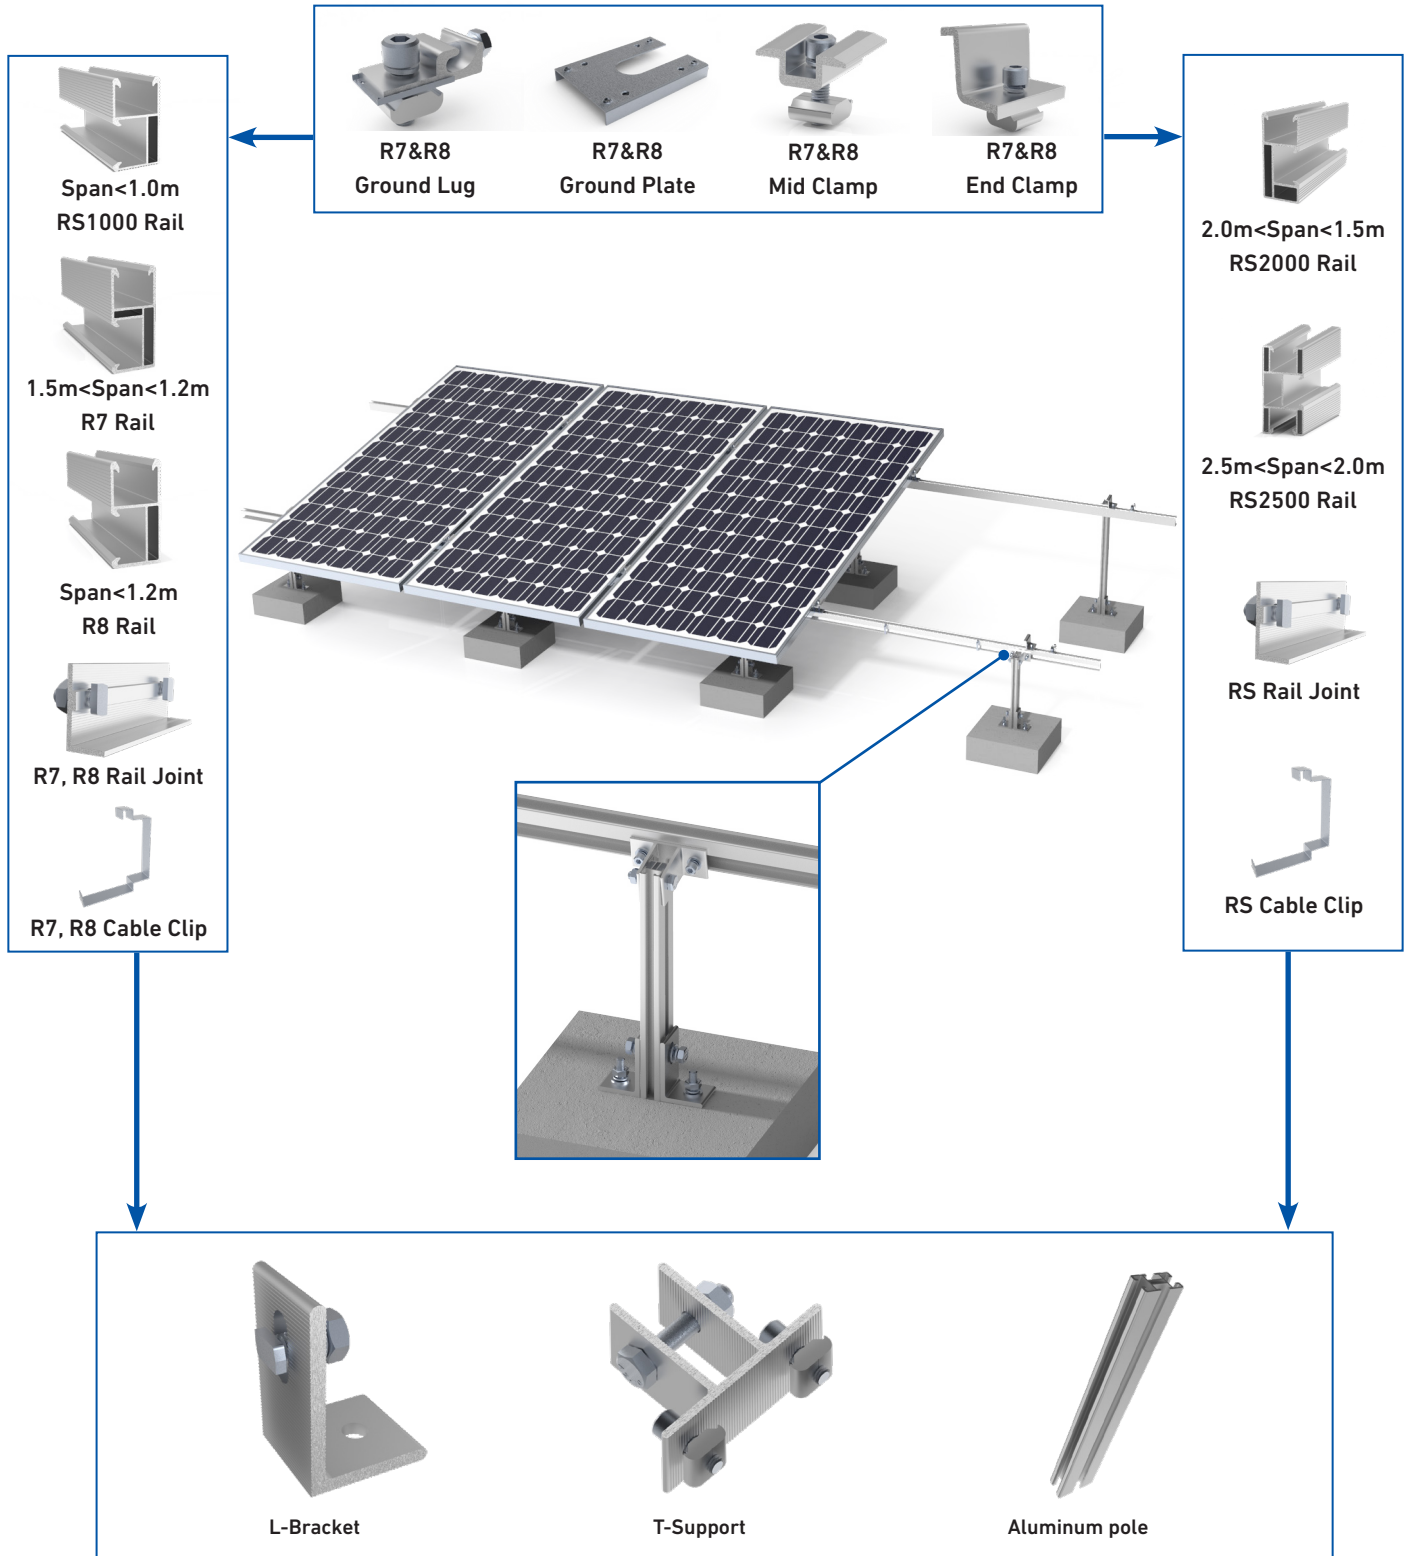 R7&R8
Ground Lug
R7&R8
Ground Plate
R7&R8
Mid Clamp
R7&R8
End Clamp
Span<1.0m
RS1000 Rail
1.5m<Span<1.2m
R7 Rail
Span<1.2m
R8 Rail
R7, R8 Rail Joint
R7, R8 Cable Clip
2.0m<Span<1.5m
RS2000 Rail
2.5m<Span<2.0m
RS2500 Rail
RS Rail Joint
RS Cable Clip
L-Bracket
T-Support
Aluminum pole